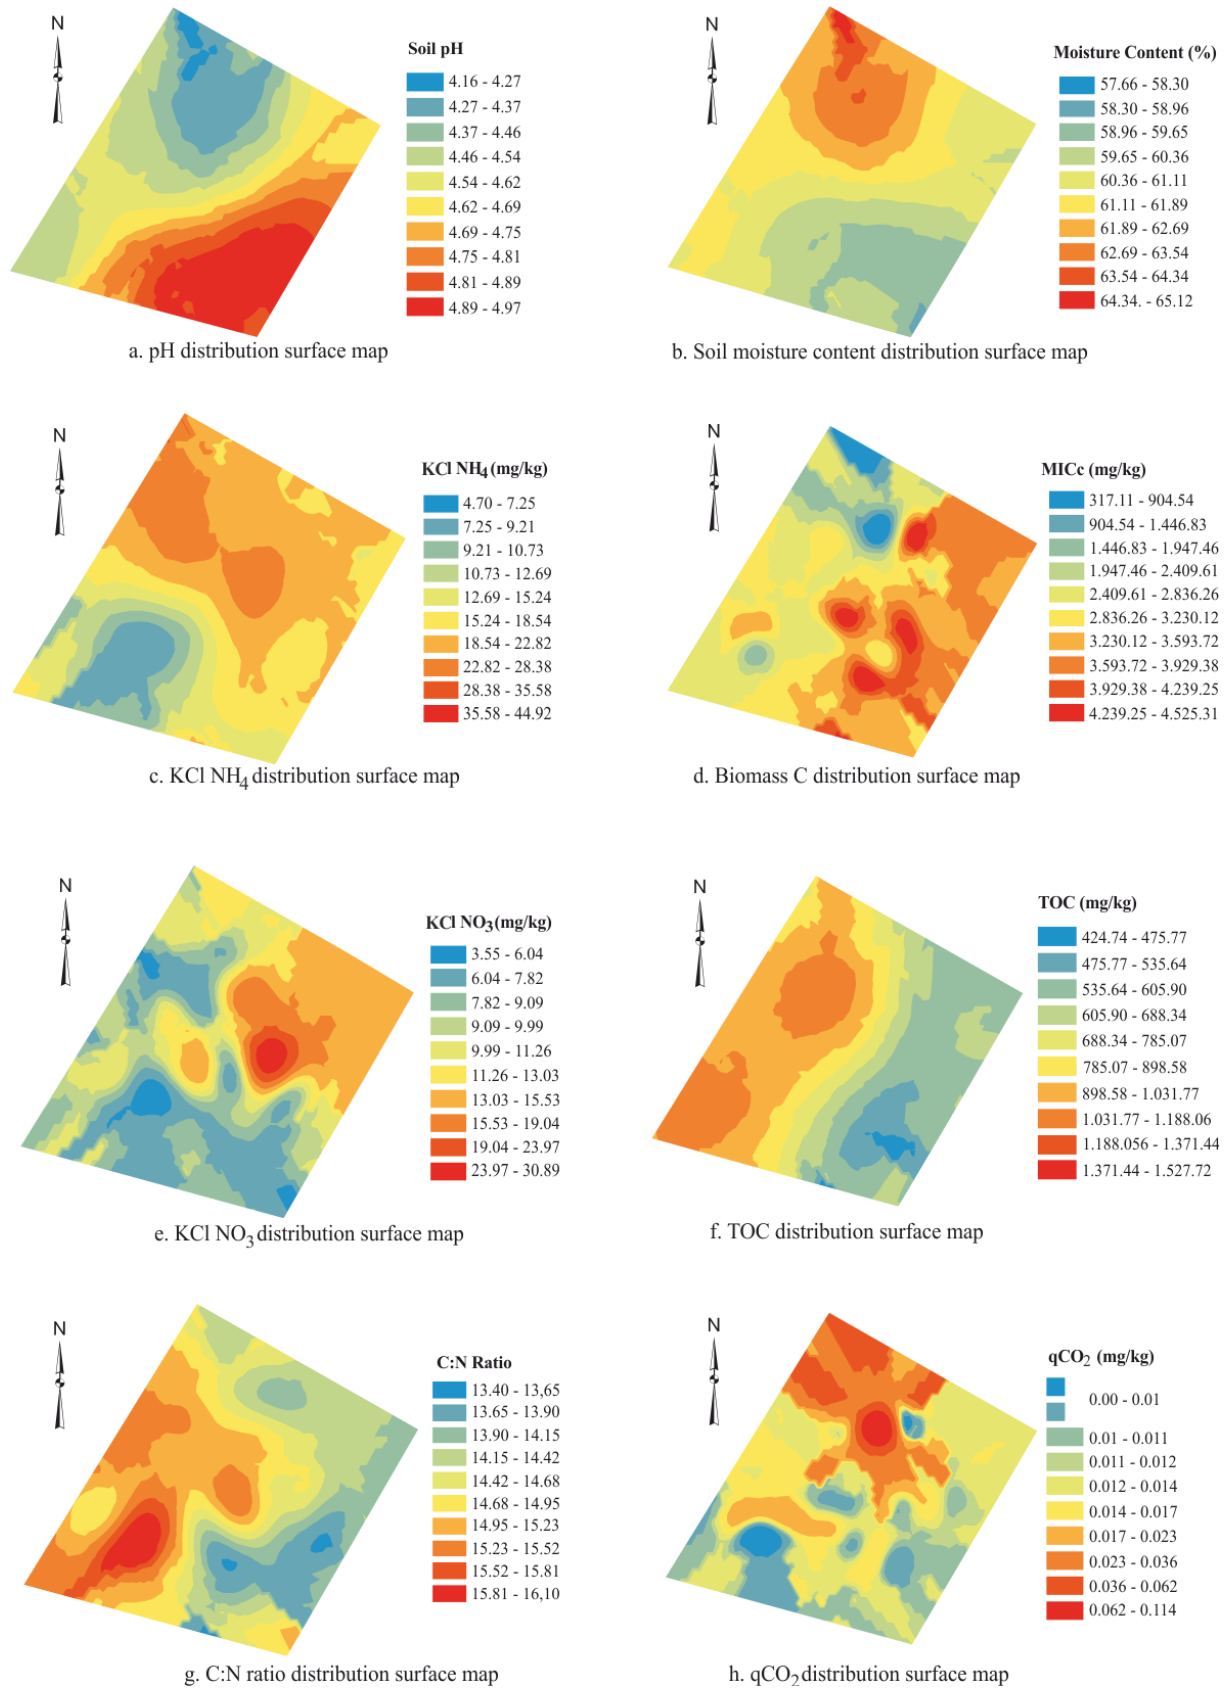 N
Soil pH
4.16 - 4.27
4.27 - 4.37
4.37 - 4.46
4.46 - 4.54
4.54 - 4.62
4.62 - 4.69
4.69 - 4.75
4.75 - 4.81
4.81 - 4.89
4.89 - 4.97
a. pH distribution surface map
N
Moisture Content (%)
57.66 - 58.30
58.30 - 58.96
58.96 - 59.65
59.65 - 60.36
60.36 - 61.11
61.11 - 61.89
61.89 - 62.69
62.69 - 63.54
63.54 - 64.34
64.34. - 65.12
b. Soil moisture content distribution surface map
N
KCl NH4 (mg/kg)
4.70 - 7.25
7.25 - 9.21
9.21 - 10.73
10.73 - 12.69
12.69 - 15.24
15.24 - 18.54
18.54 - 22.82
22.82 - 28.38
28.38 - 35.58
35.58 - 44.92
c. KCl NH4 distribution surface map
N
MICc (mg/kg)
317.11 - 904.54
904.54 - 1.446.83
1.446.83 - 1.947.46
1.947.46 - 2.409.61
2.409.61 - 2.836.26
2.836.26 - 3.230.12
3.230.12 - 3.593.72
3.593.72 - 3.929.38
3.929.38 - 4.239.25
4.239.25 - 4.525.31
d. Biomass C distribution surface map
N
KCl NO3 (mg/kg)
3.55 - 6.04
6.04 - 7.82
7.82 - 9.09
9.09 - 9.99
9.99 - 11.26
11.26 - 13.03
13.03 - 15.53
15.53 - 19.04
19.04 - 23.97
23.97 - 30.89
e. KCl NO3 distribution surface map
N
TOC (mg/kg)
424.74 - 475.77
475.77 - 535.64
535.64 - 605.90
605.90 - 688.34
688.34 - 785.07
785.07 - 898.58
898.58 - 1.031.77
1.031.77 - 1.188.06
1.188.056 - 1.371.44
1.371.44 - 1.527.72
f. TOC distribution surface map
N
C:N Ratio
13.40 - 13,65
13.65 - 13.90
13.90 - 14.15
14.15 - 14.42
14.42 - 14.68
14.68 - 14.95
14.95 - 15.23
15.23 - 15.52
15.52 - 15.81
15.81 - 16,10
g. C:N ratio distribution surface map
N
qCO2 (mg/kg)
0.00 - 0.01
0.01 - 0.011
0.011 - 0.012
0.012 - 0.014
0.014 - 0.017
0.017 - 0.023
0.023 - 0.036
0.036 - 0.062
0.062 - 0.114
h. qCO2 distribution surface map